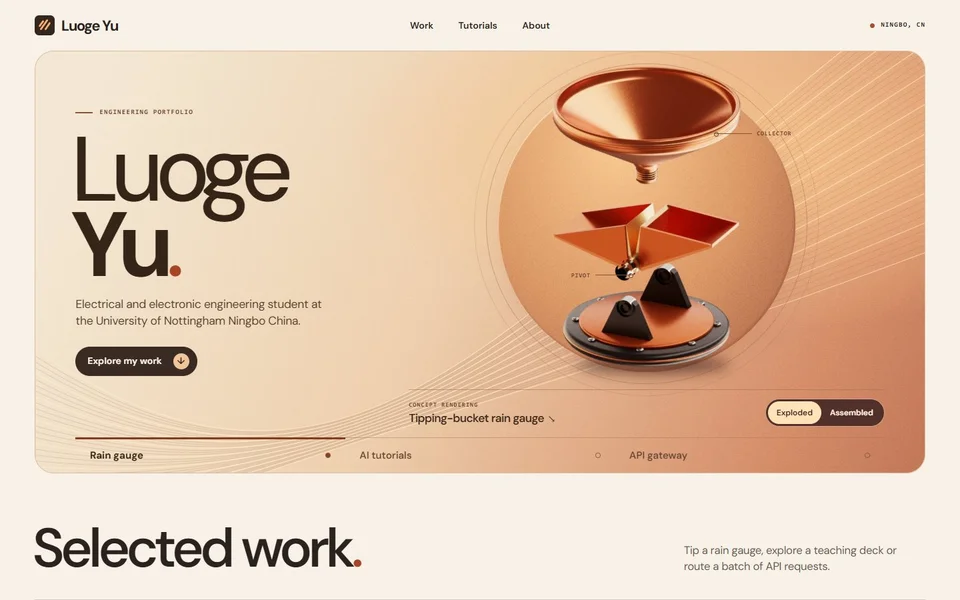 Luoge Yu
Work
Tutorials
About
NINGBO, CN
ENGINEERING PORTFOLIO
Luoge
Yu.
Electrical and electronic engineering student at
the University of Nottingham Ningbo China.
Explore my work
COLLECTOR
PIVOT
CONCEPT RENDERING
Tipping-bucket rain gauge
Exploded
Assembled
Rain gauge
AI tutorials
API gateway
Selected work.
Tip a rain gauge, explore a teaching deck or
route a batch of API requests.